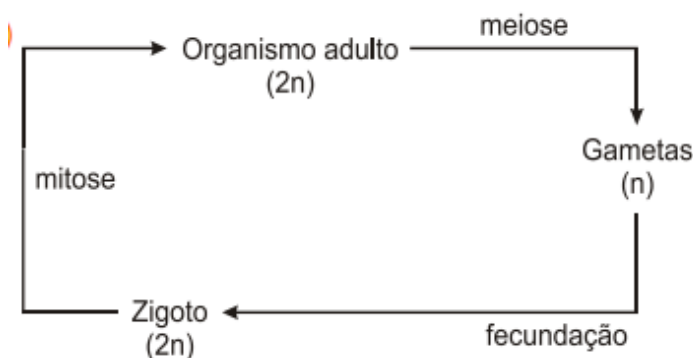 meiose
Organismo adulto
(2n)
Gametas
(n)
mitose
Zigoto
(2n)
fecundação